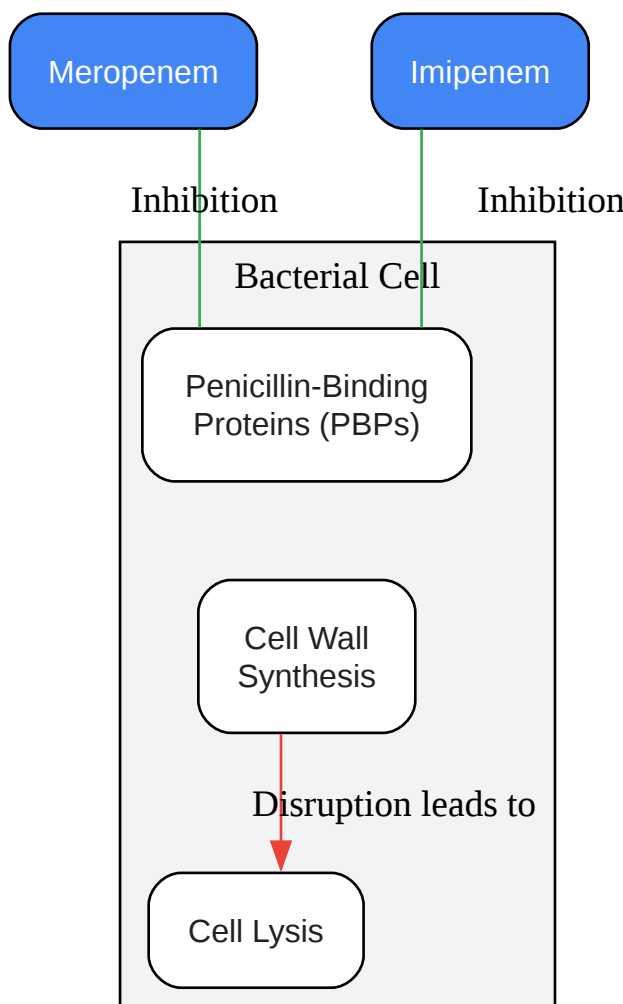 Meropenem
Imipenem
Inhibition
Inhibition
Bacterial Cell
Penicillin-Binding
Proteins (PBPs)
Cell Wall
Synthesis
Disruption leads to
Cell Lysis